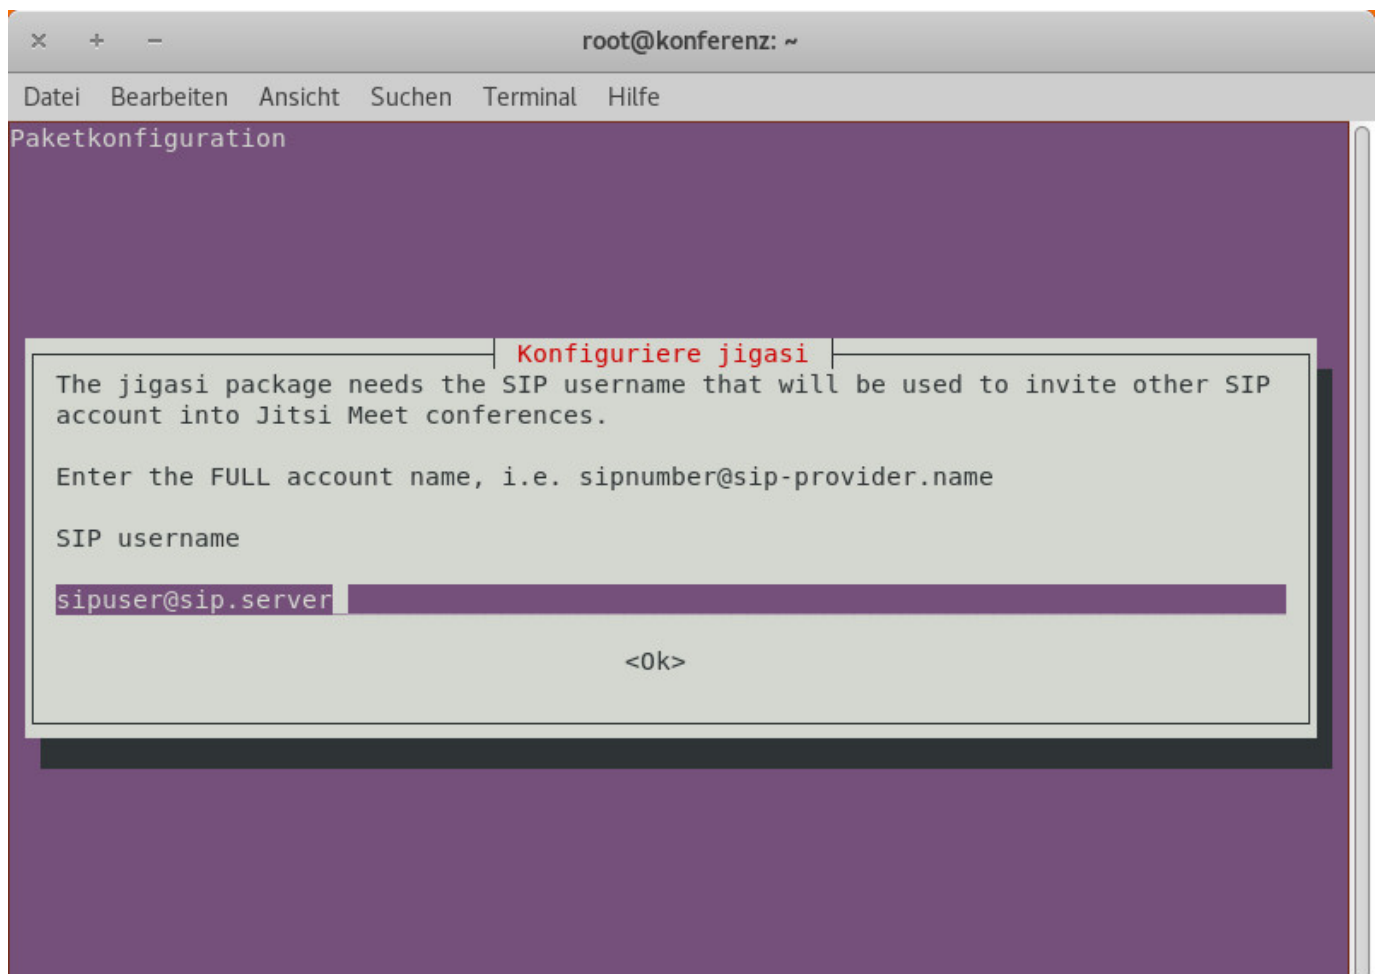 root@konferenz: ~
Datei Bearbeiten Ansicht Suchen Terminal Hilfe
Paketkonfiguration
Konfiguriere jigasi
The jigasi package needs the SIP username that will be used to invite other SIP
account into Jitsi Meet conferences.
Enter the FULL account name, i.e. sipnumber@sip-provider.name
SIP username
sipuser@sip.server
<Ok>